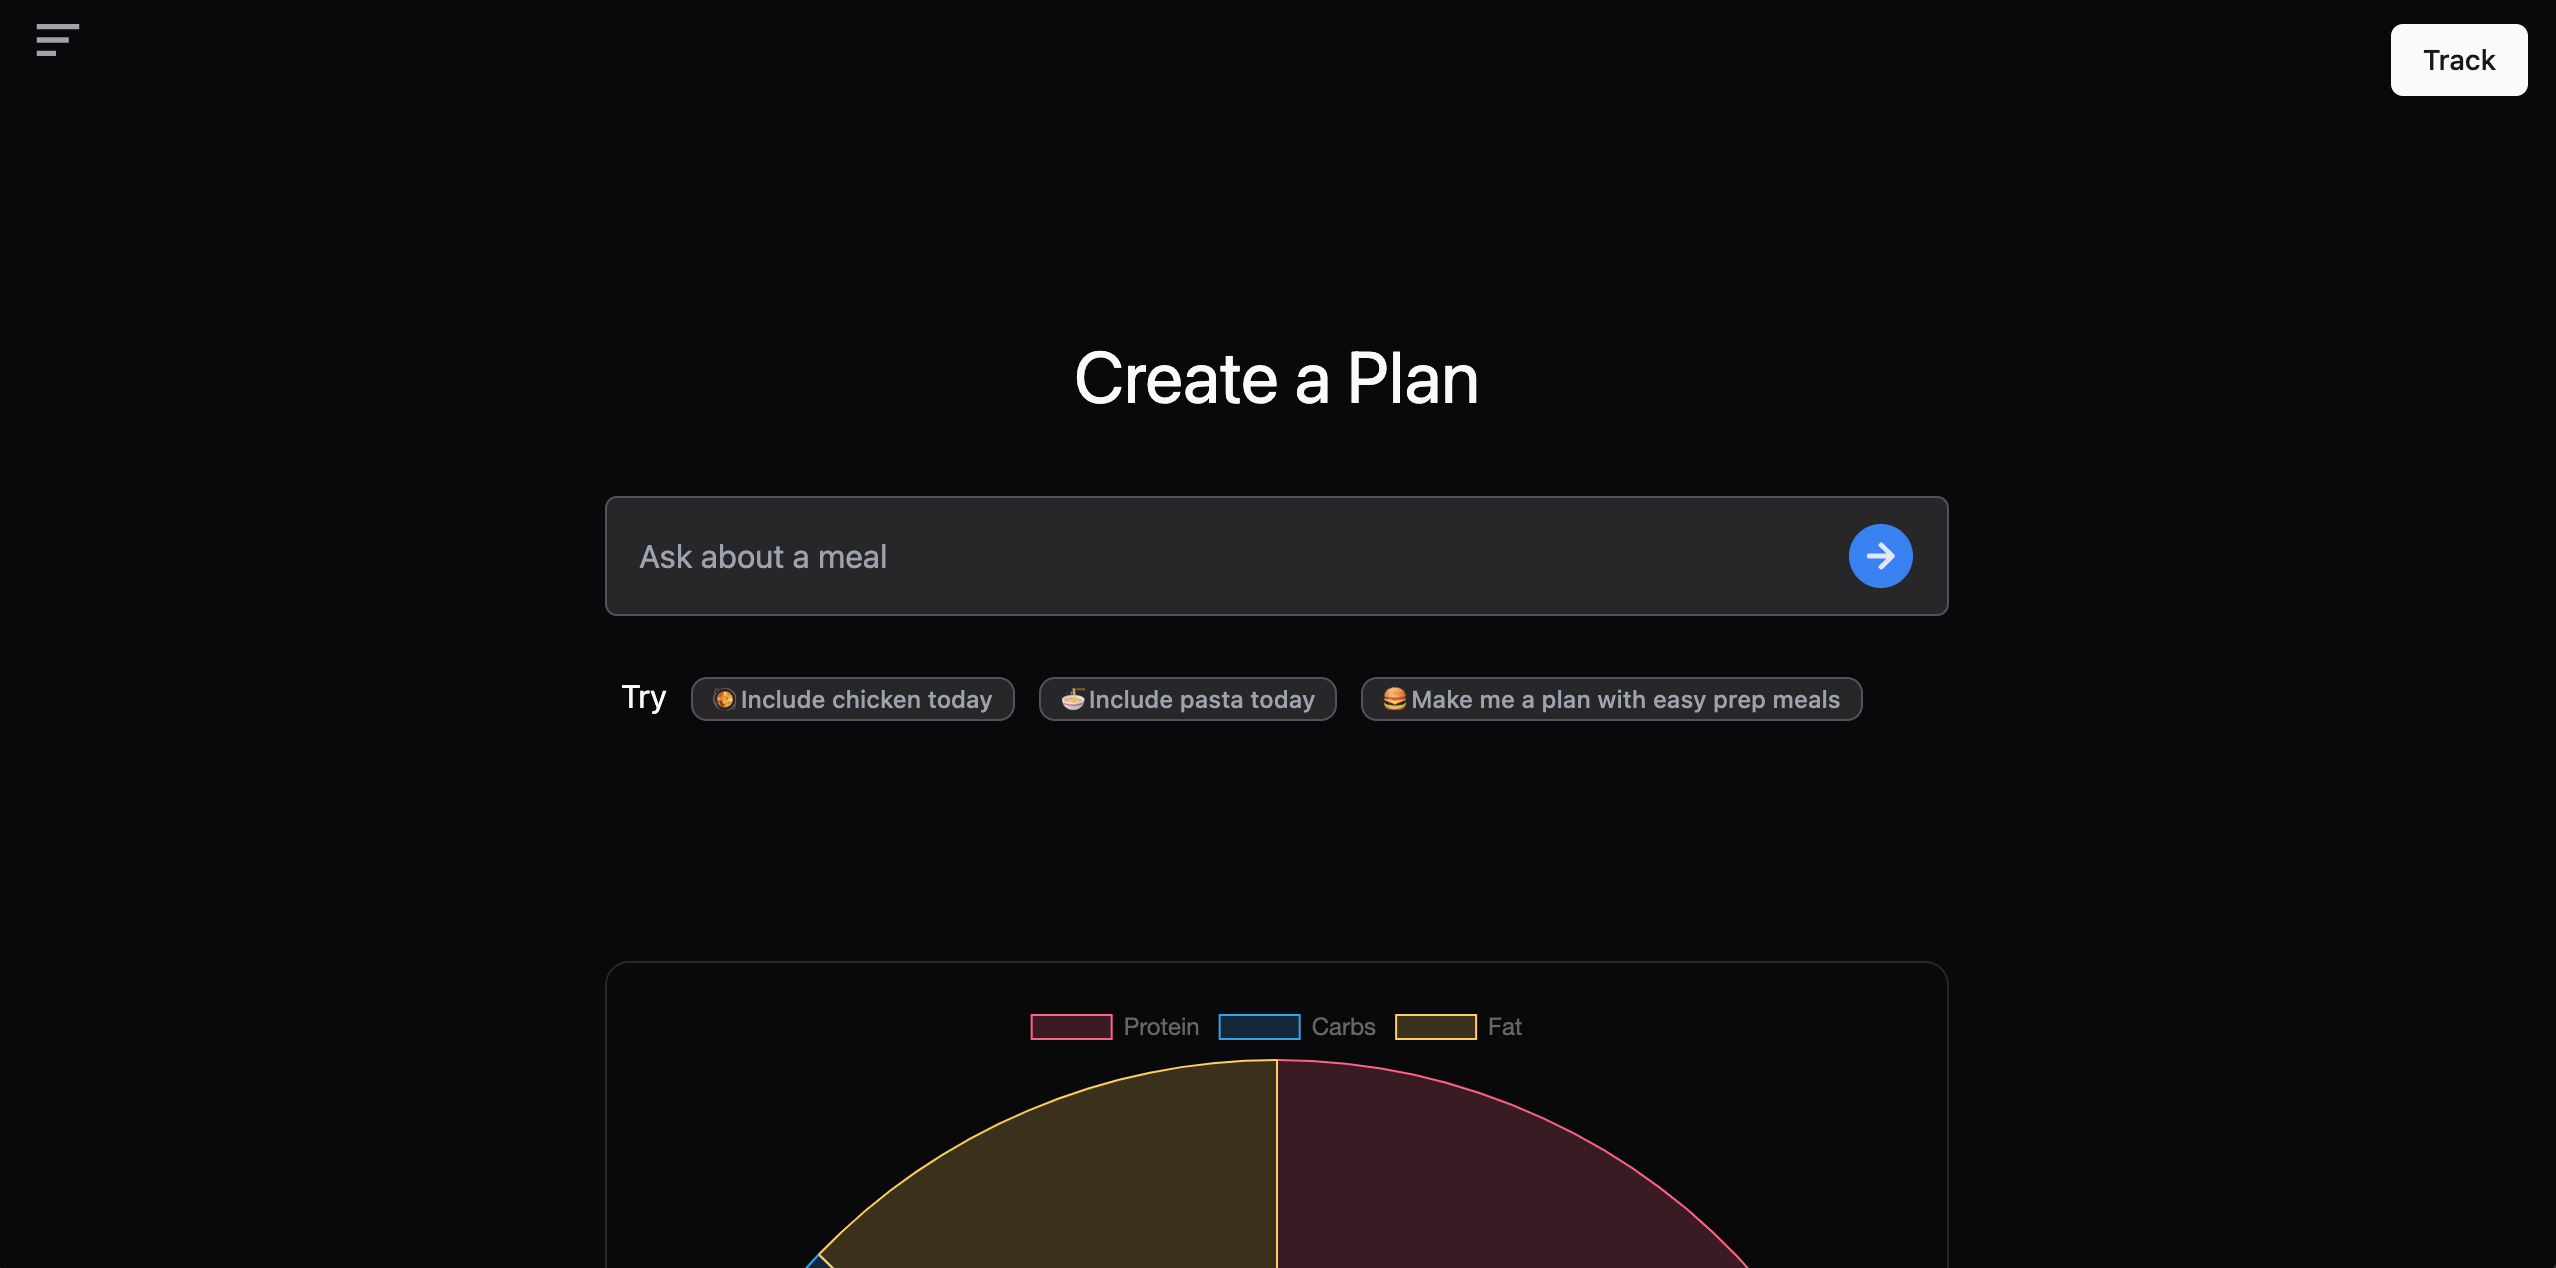 Track
Create a Plan
Ask about a meal
Try
🥘Include chicken today
🍜Include pasta today
🍔Make me a plan with easy prep meals
Protein Carbs Fat